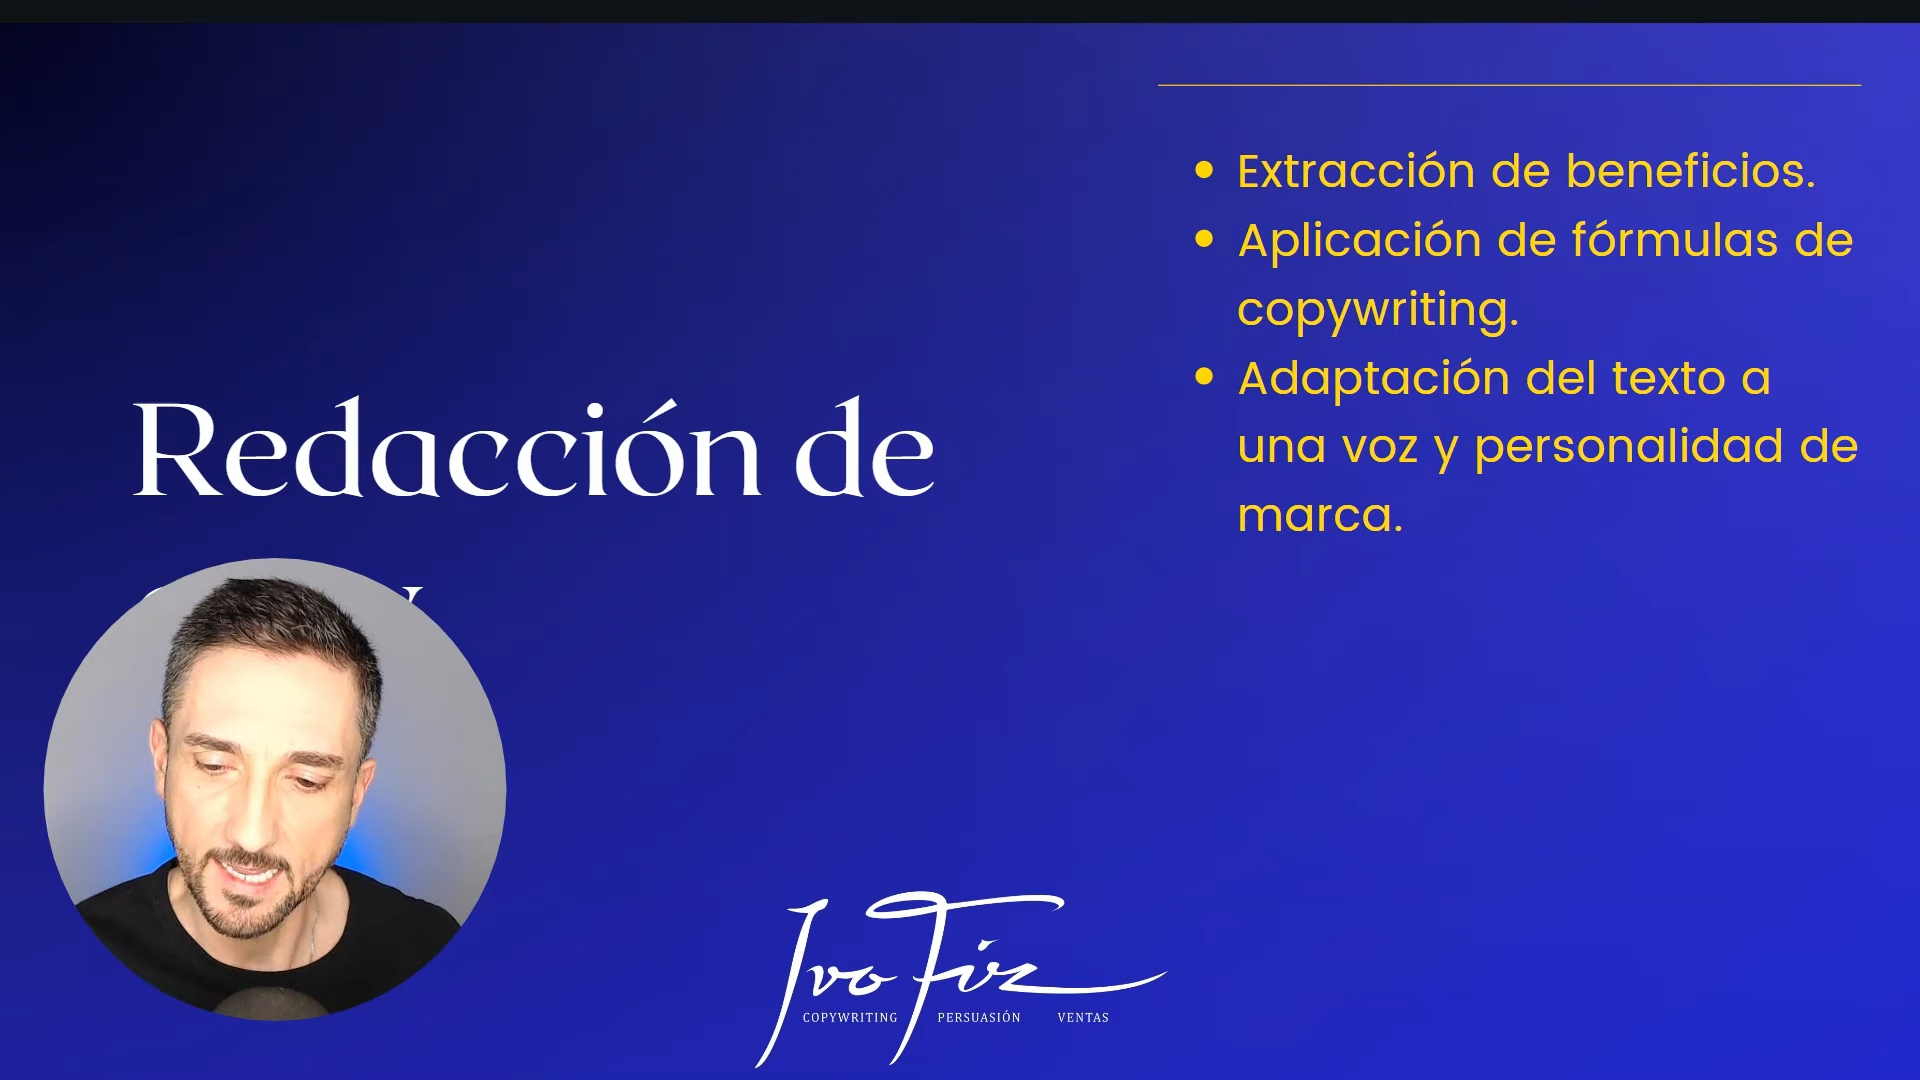 Redacción de
• Extracción de beneficios.
• Aplicación de fórmulas de
copywriting.
• Adaptación del texto a
una voz y personalidad de
marca.
Ivo Fiz
COPYWRITING PERSUASIÓN VENTAS